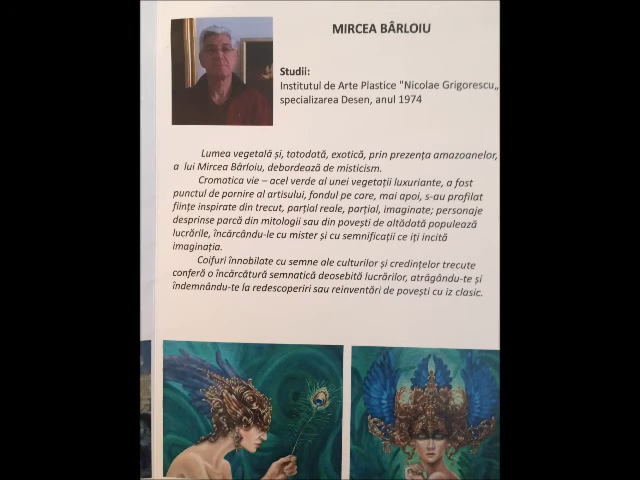 MIRCEA BÂRLOIU
Studii:
Institutul de Arte Plastice "Nicolae Grigorescu„
specializarea Desen, anul 1974
Lumea vegetală și, totodată, exotică, prin prezența amazoanelor,
a lui Mircea Bârloiu, debordează de misticism.
Cromatica vie – acel verde al unei vegetații luxuriante, a fost
punctul de pornire al artisului, fondul pe care, mai apoi, s-au profilat
ființe inspirate din trecut, parțial reale, parțial, imaginate; personaje
desprinse parcă din mitologii sau din povești de altădată populează
lucrările, încărcându-le cu mister și cu semnificații ce iți incită
imaginația.
Coifuri înnobilate cu semne ale culturilor și credințelor trecute
conferă o încărcătură semnatică deosebită lucrărilor, atrăgându-te și
îndemnându-te la redescoperiri sau reinventări de povești cu iz clasic.